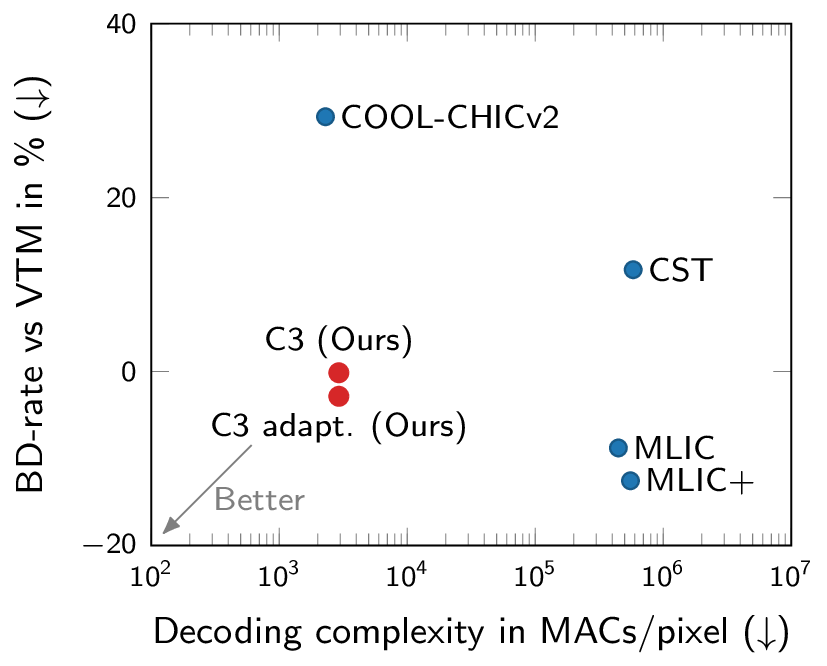 40
COOL-CHICv2
20
CST
C3 (Ours)
0
C3 adapt. (Ours)
MLIC
MLIC+
Better
−20
10² 10³ 10⁴ 10⁵ 10⁶ 10⁷
Decoding complexity in MACs/pixel (↓)
BD-rate vs VTM in % (↓)